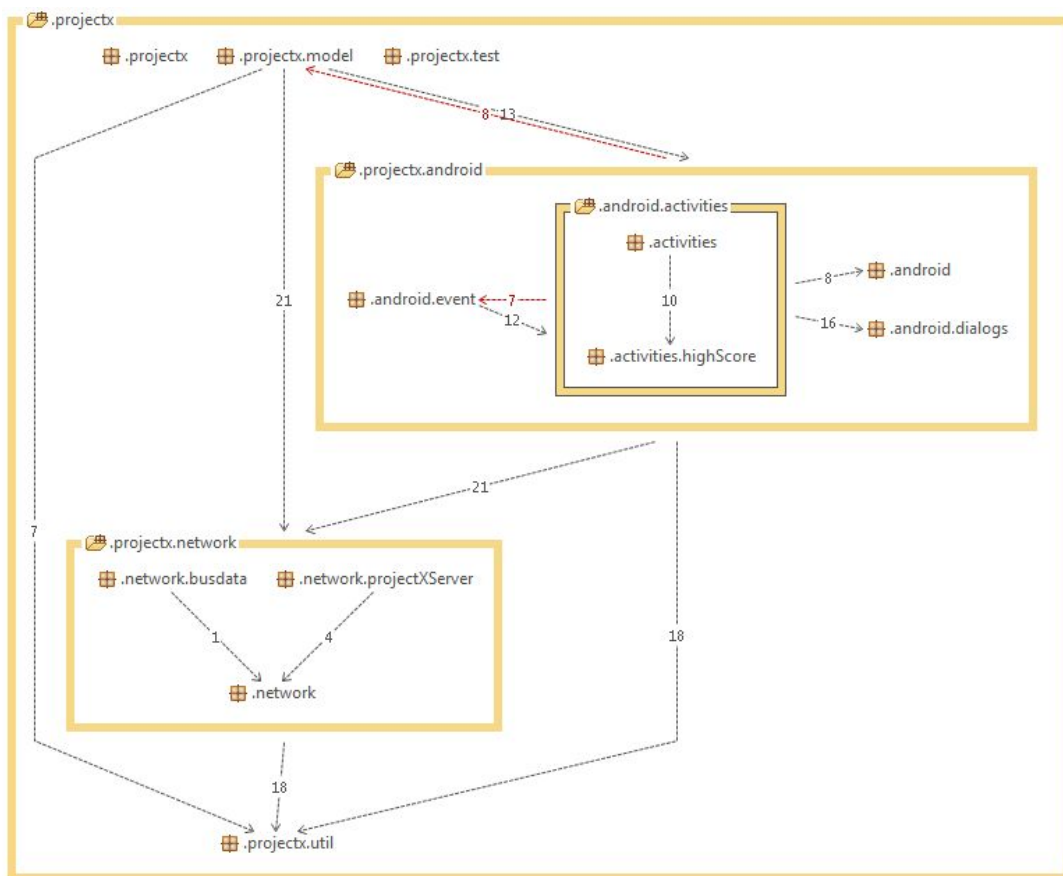 .projectx
.projectx
.projectx.model
.projectx.test
8
13
.projectx.android
.android.activities
.activities
.android
8
.android.event
7
10
21
12
16
.android.dialogs
.activities.highScore
21
7
.projectx.network
.network.busdata
.network.projectXServer
1
4
18
.network
18
.projectx.util